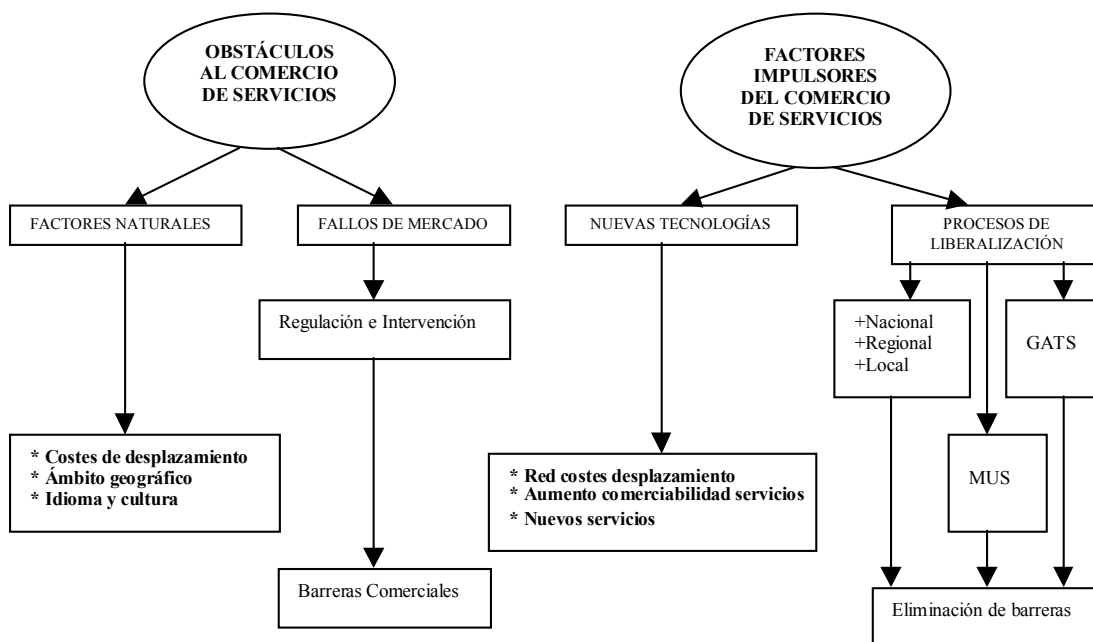 OBSTÁCULOS
AL COMERCIO
DE SERVICIOS
FACTORES NATURALES
FALLOS DE MERCADO
Regulación e Intervención
* Costes de desplazamiento
* Ámbito geográfico
* Idioma y cultura
Barreras Comerciales
FACTORES
IMPULSORES
DEL COMERCIO
DE SERVICIOS
NUEVAS TECNOLOGÍAS
PROCESOS DE
LIBERALIZACIÓN
+Nacional
+Regional
+Local
GATS
* Red costes desplazamiento
* Aumento comerciabilidad servicios
* Nuevos servicios
MUS
Eliminación de barreras